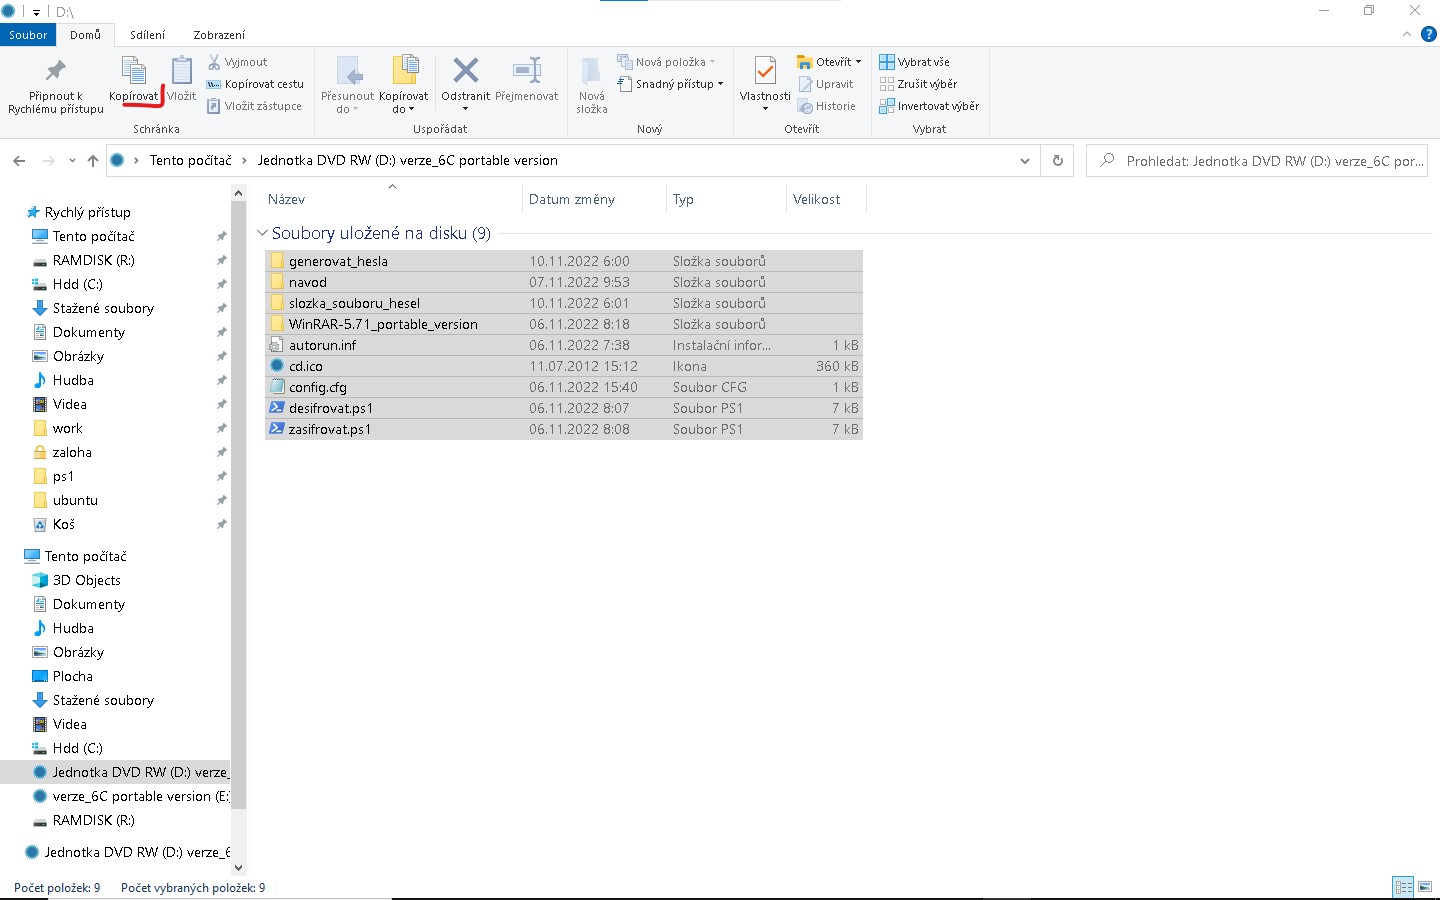 D:\
Soubor Domů Sdílení Zobrazení
Připnout k Rychlému přístupu
Kopírovat
Vložit
Vyjmout
Kopírovat cestu
Vložit zástupce
Schránka
Přesunout do
Kopírovat do
Odstranit
Přejmenovat
Uspořádat
Nová složka
Nová položka
Snadný přístup
Nový
Vlastnosti
Otevřít
Upravit
Historie
Otevřít
Vybrat vše
Zrušit výběr
Invertovat výběr
Vybrat
Tento počítač > Jednotka DVD RW (D:) verze_6C portable version
Prohledat: Jednotka DVD RW (D:) verze_6C por...
Rychlý přístup
Tento počítač
RAMDISK (R:)
Hdd (C:)
Stažené soubory
Dokumenty
Obrázky
Hudba
Videa
work
zaloha
ps1
ubuntu
Koš
Tento počítač
3D Objects
Dokumenty
Hudba
Obrázky
Plocha
Stažené soubory
Videa
Hdd (C:)
Jednotka DVD RW (D:) verze_
verze_6C portable version (E:
RAMDISK (R:)
Jednotka DVD RW (D:) verze_6
Název Datum změny Typ Velikost
Soubory uložené na disku (9)
generovat_hesla 10.11.2022 6:00 Složka souborů
navod 07.11.2022 9:53 Složka souborů
slozka_souboru_hesel 10.11.2022 6:01 Složka souborů
WinRAR-5.71_portable_version 06.11.2022 8:18 Složka souborů
autorun.inf 06.11.2022 7:38 Instalační infor... 1 kB
cd.ico 11.07.2012 15:12 Ikona 360 kB
config.cfg 06.11.2022 15:40 Soubor CFG 1 kB
desifrovat.ps1 06.11.2022 8:07 Soubor PS1 7 kB
zasifrovat.ps1 06.11.2022 8:08 Soubor PS1 7 kB
Počet položek: 9 Počet vybraných položek: 9